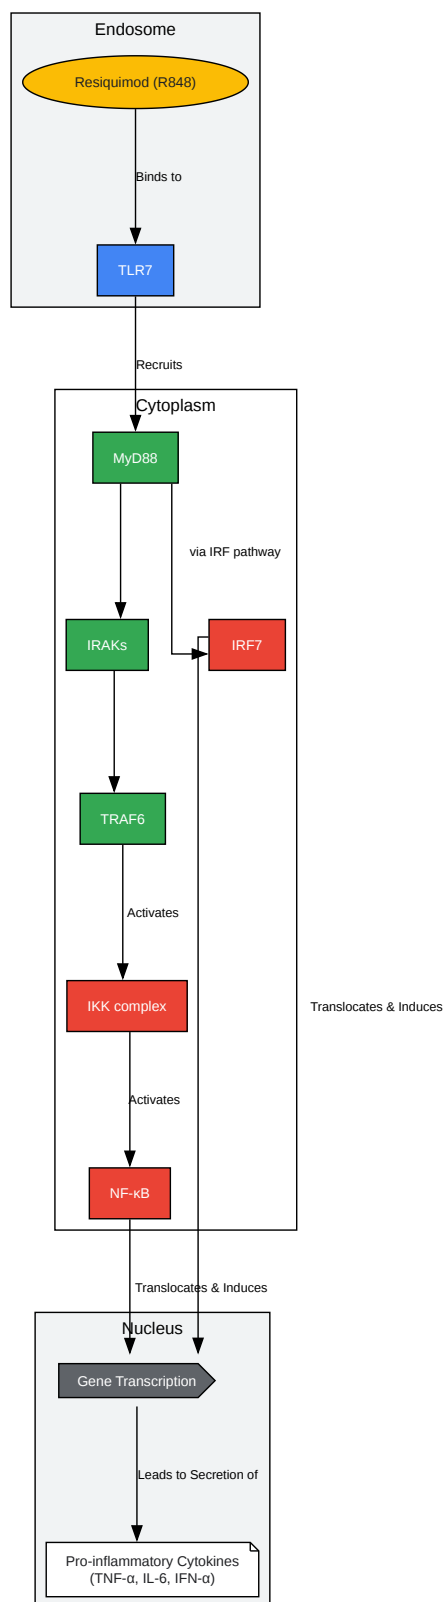 Endosome
Resiquimod (R848)
Binds to
TLR7
Recruits
Cytoplasm
MyD88
via IRF pathway
IRAKs
IRF7
TRAF6
Activates
IKK complex
Translocates & Induces
Activates
NF-κB
Translocates & Induces
Nucleus
Gene Transcription
Leads to Secretion of
Pro-inflammatory Cytokines
(TNF-α, IL-6, IFN-α)